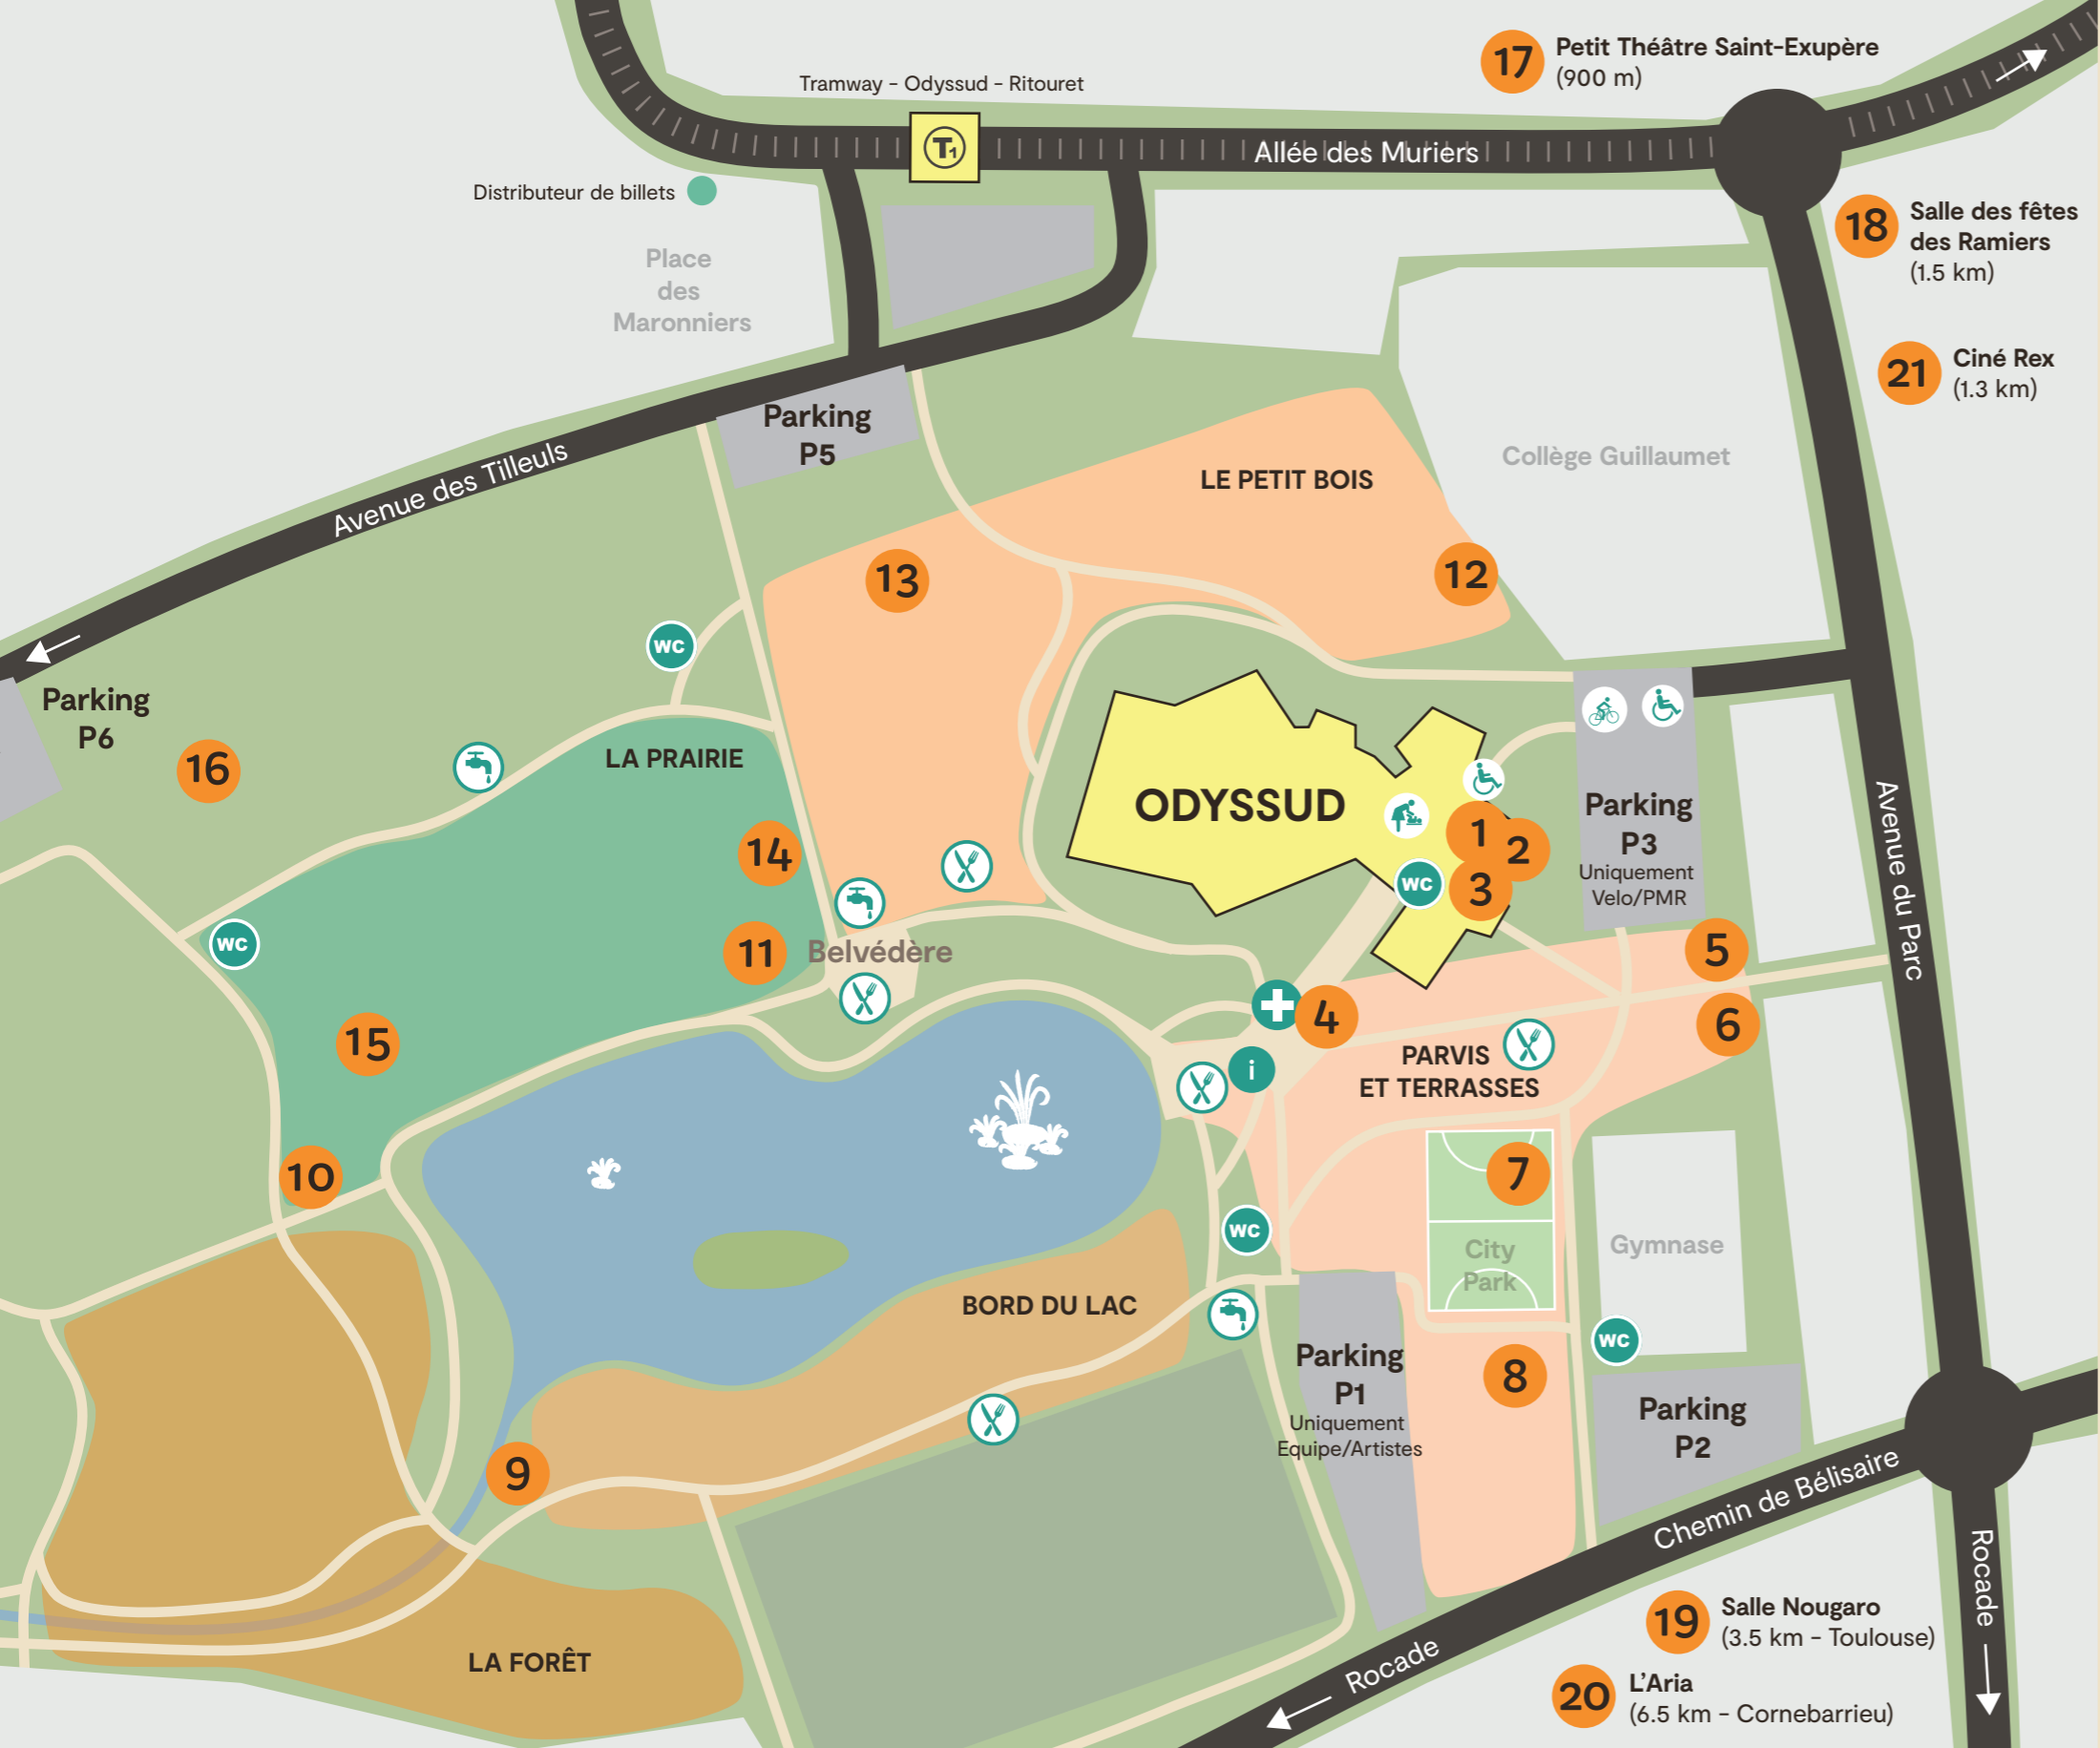 17 Petit Théâtre Saint-Exupère
(900 m)
Tramway - Odyssud - Ritouret
T1
Allée des Muriers
Distributeur de billets
18 Salle des fêtes
des Ramiers
(1.5 km)
Place
des
Maronniers
21 Ciné Rex
(1.3 km)
Parking
P5
Avenue des Tilleuls
LE PETIT BOIS
Collège Guillaumet
13
12
WC
Parking
P6
16
LA PRAIRIE
ODYSSUD
Parking
P3
Uniquement
Velo/PMR
Avenue du Parc
1
2
3
WC
14
11
Belvédère
WC
5
6
4
i
PARVIS
ET TERRASSES
15
10
7
City
Park
Gymnase
WC
BORD DU LAC
WC
Parking
P1
Uniquement
Equipe/Artistes
8
Parking
P2
9
Chemin de Bélisaire
Rocade
LA FORÊT
Rocade
19 Salle Nougaro
(3.5 km - Toulouse)
20 L'Aria
(6.5 km - Cornebarrieu)